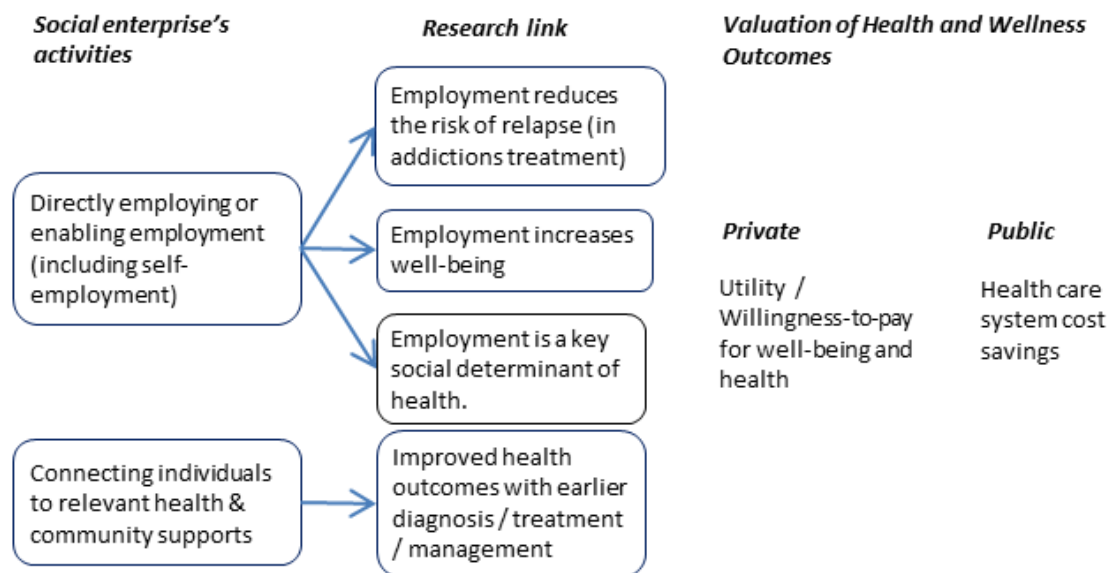 Social enterprise's
activities
Research link
Valuation of Health and Wellness
Outcomes
Employment reduces
the risk of relapse (in
addictions treatment)
Directly employing or
enabling employment
(including self-
employment)
Employment increases
well-being
Employment is a key
social determinant of
health.
Private
Public
Utility /
Willingness-to-pay
for well-being and
health
Health care
system cost
savings
Connecting individuals
to relevant health &
community supports
Improved health
outcomes with earlier
diagnosis / treatment
/ management